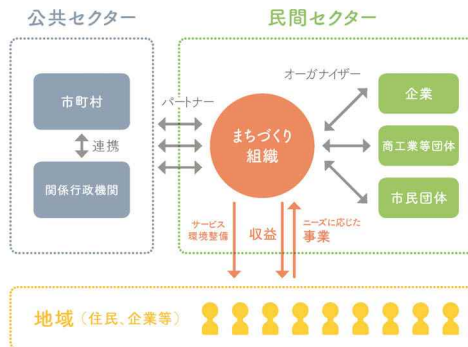 公共セクター
民間セクター
市町村
連携
関係行政機関
パートナー
まちづくり
組織
オーガナイザー
企業
商工業等団体
市民団体
サービス
環境整備
収益
ニーズに応じた
事業
地域（住民、企業等）